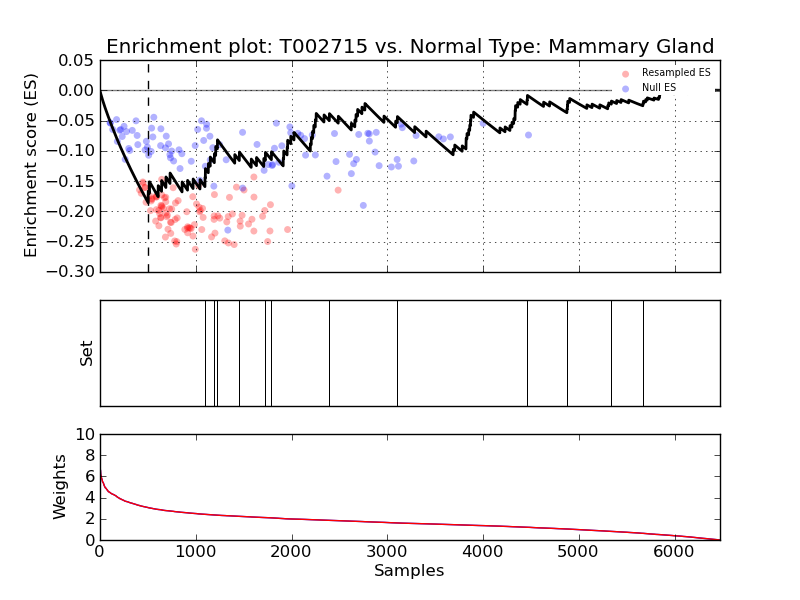 Enrichment plot: T002715 vs. Normal Type: Mammary Gland
Enrichment score (ES)
0.05
0.00
−0.05
−0.10
−0.15
−0.20
−0.25
−0.30
Resampled ES
Null ES
Set
Weights
10
8
6
4
2
0
0 1000 2000 3000 4000 5000 6000
Samples